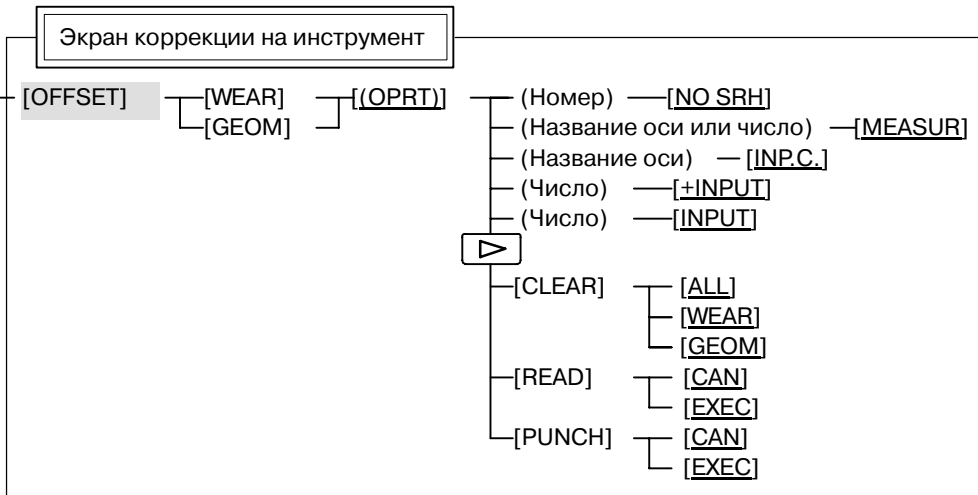 Экран коррекции на инструмент
[OFFSET] [WEAR] [(OPRT)] (Номер) [NO SRH]
[GEOM] (Название оси или число) [MEASUR]
(Название оси) [INP.C.]
(Число) [+INPUT]
(Число) [INPUT]
[CLEAR] [ALL]
[WEAR]
[GEOM]
[READ] [CAN]
[EXEC]
[PUNCH] [CAN]
[EXEC]